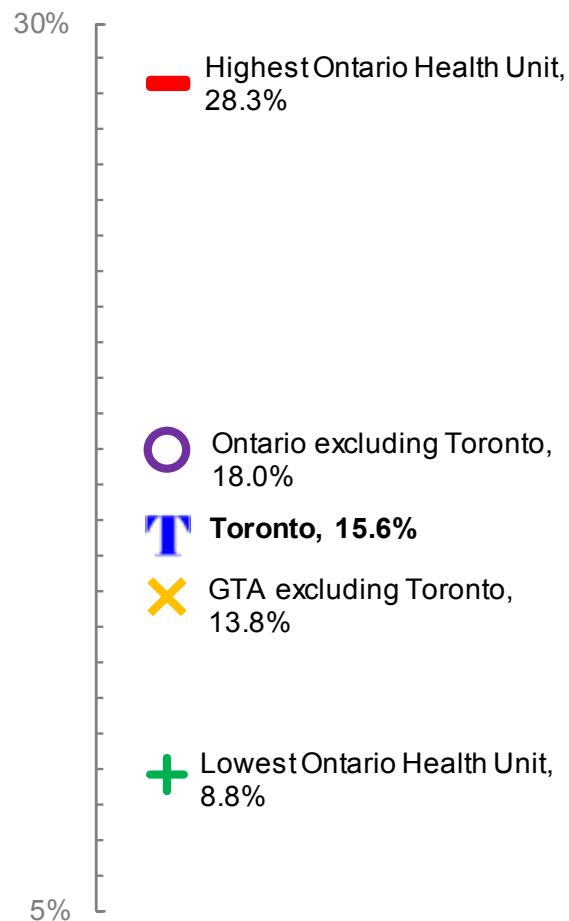 30%
Highest Ontario Health Unit,
28.3%
Ontario excluding Toronto,
18.0%
T
Toronto, 15.6%
GTA excluding Toronto,
13.8%
Lowest Ontario Health Unit,
8.8%
5%